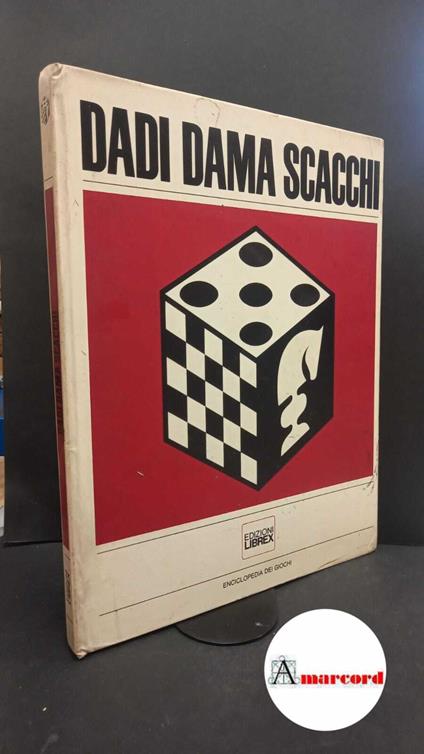 DADI DAMA SCACCHI
EDIZIONI
LIBREX
ENCICLOPEDIA DEI GIOCHI
Amarcord